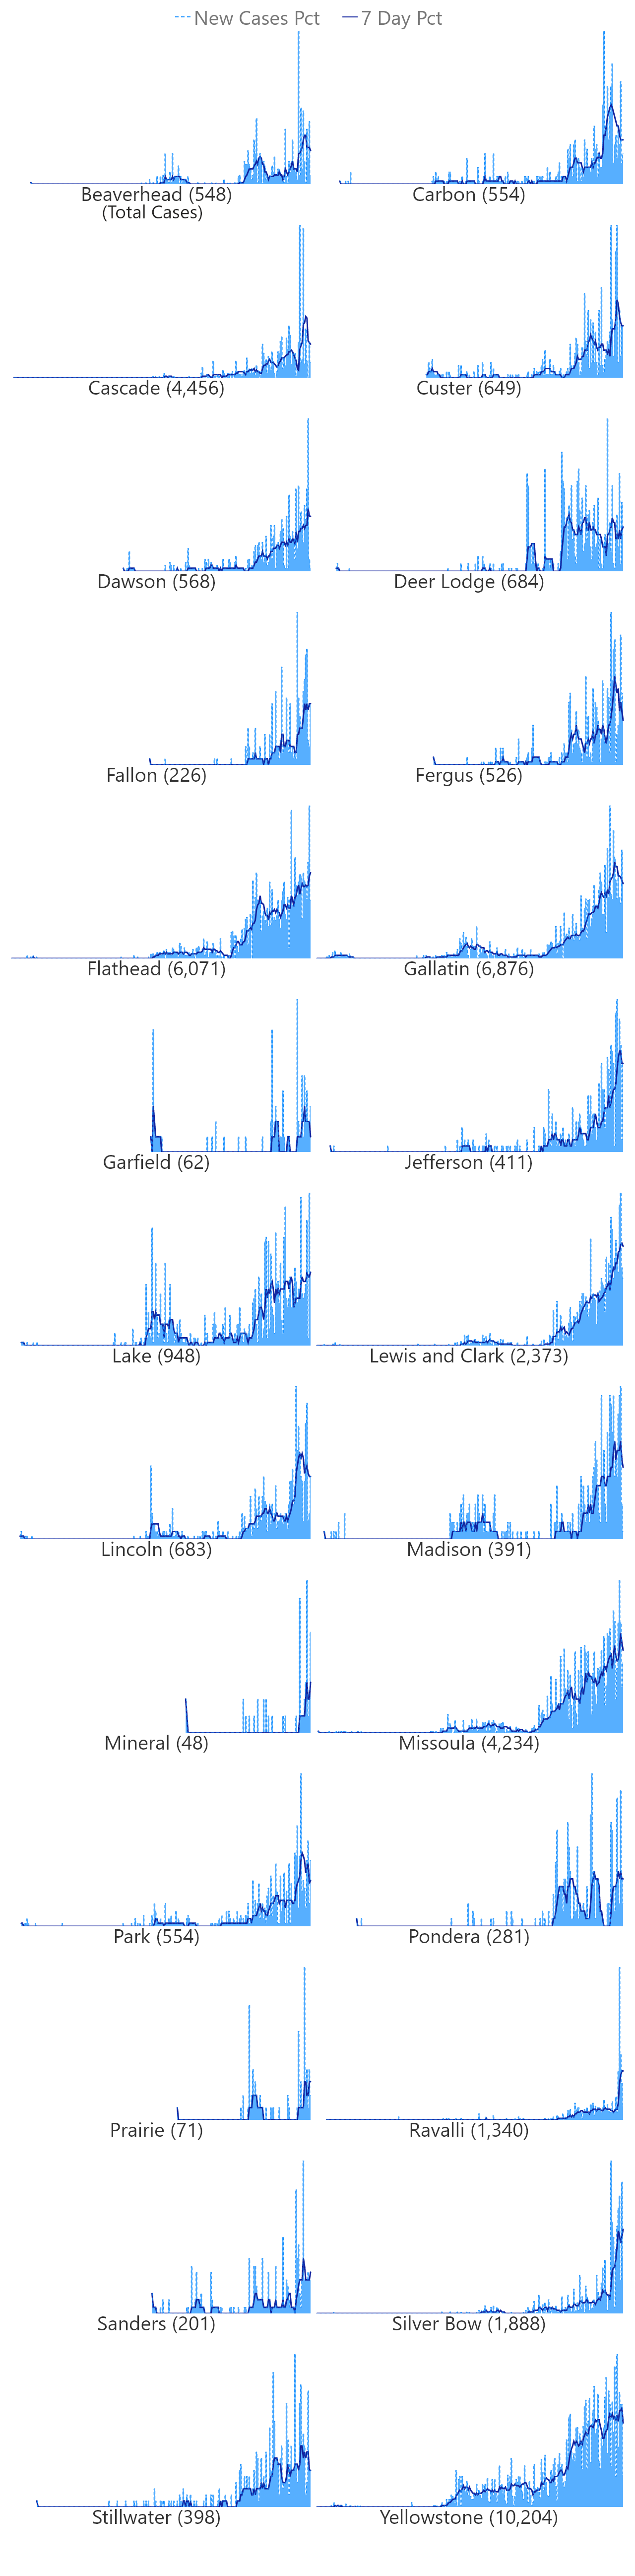 New Cases Pct 7 Day Pct
Beaverhead (548) Carbon (554)
(Total Cases)
Cascade (4,456) Custer (649)
Dawson (568) Deer Lodge (684)
Fallon (226) Fergus (526)
Flathead (6,071) Gallatin (6,876)
Garfield (62) Jefferson (411)
Lake (948) Lewis and Clark (2,373)
Lincoln (683) Madison (391)
Mineral (48) Missoula (4,234)
Park (554) Pondera (281)
Prairie (71) Ravalli (1,340)
Sanders (201) Silver Bow (1,888)
Stillwater (398) Yellowstone (10,204)